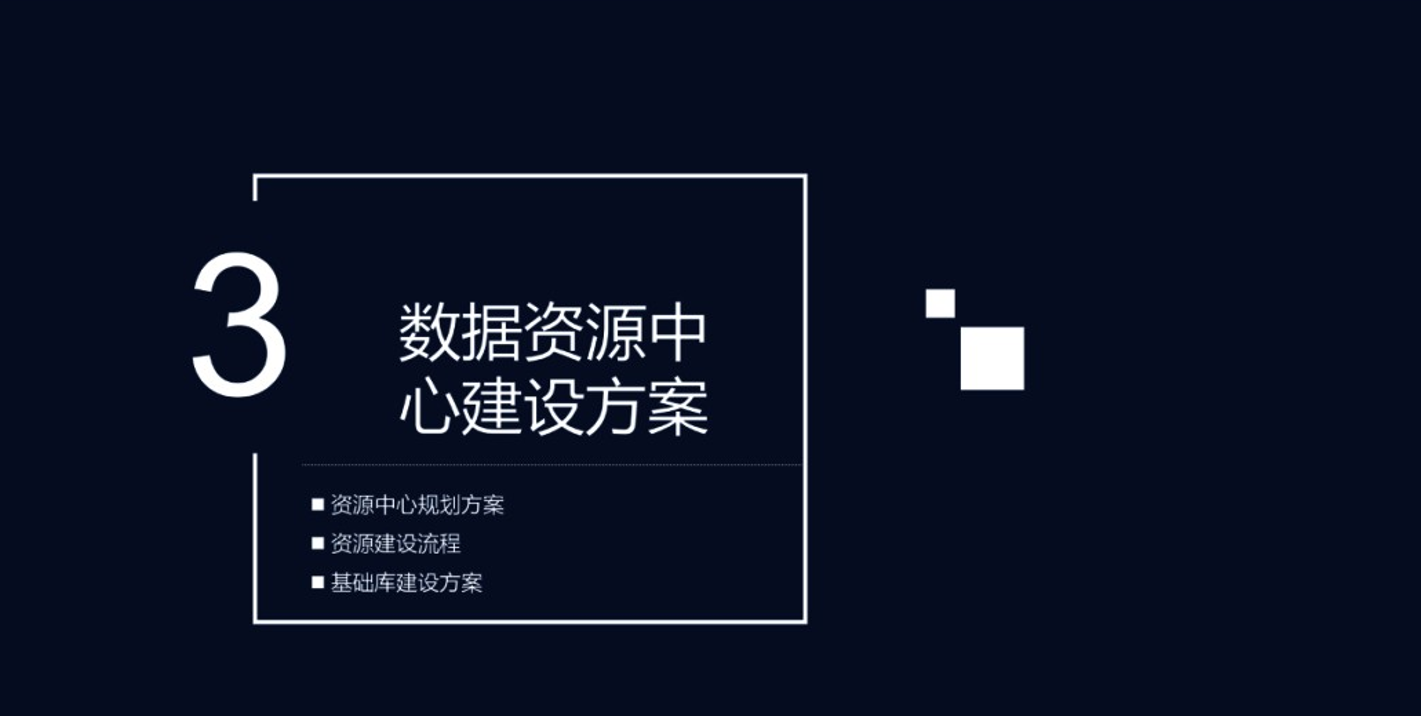 3
数据资源中
心建设方案
资源中心规划方案
资源建设流程
基础库建设方案